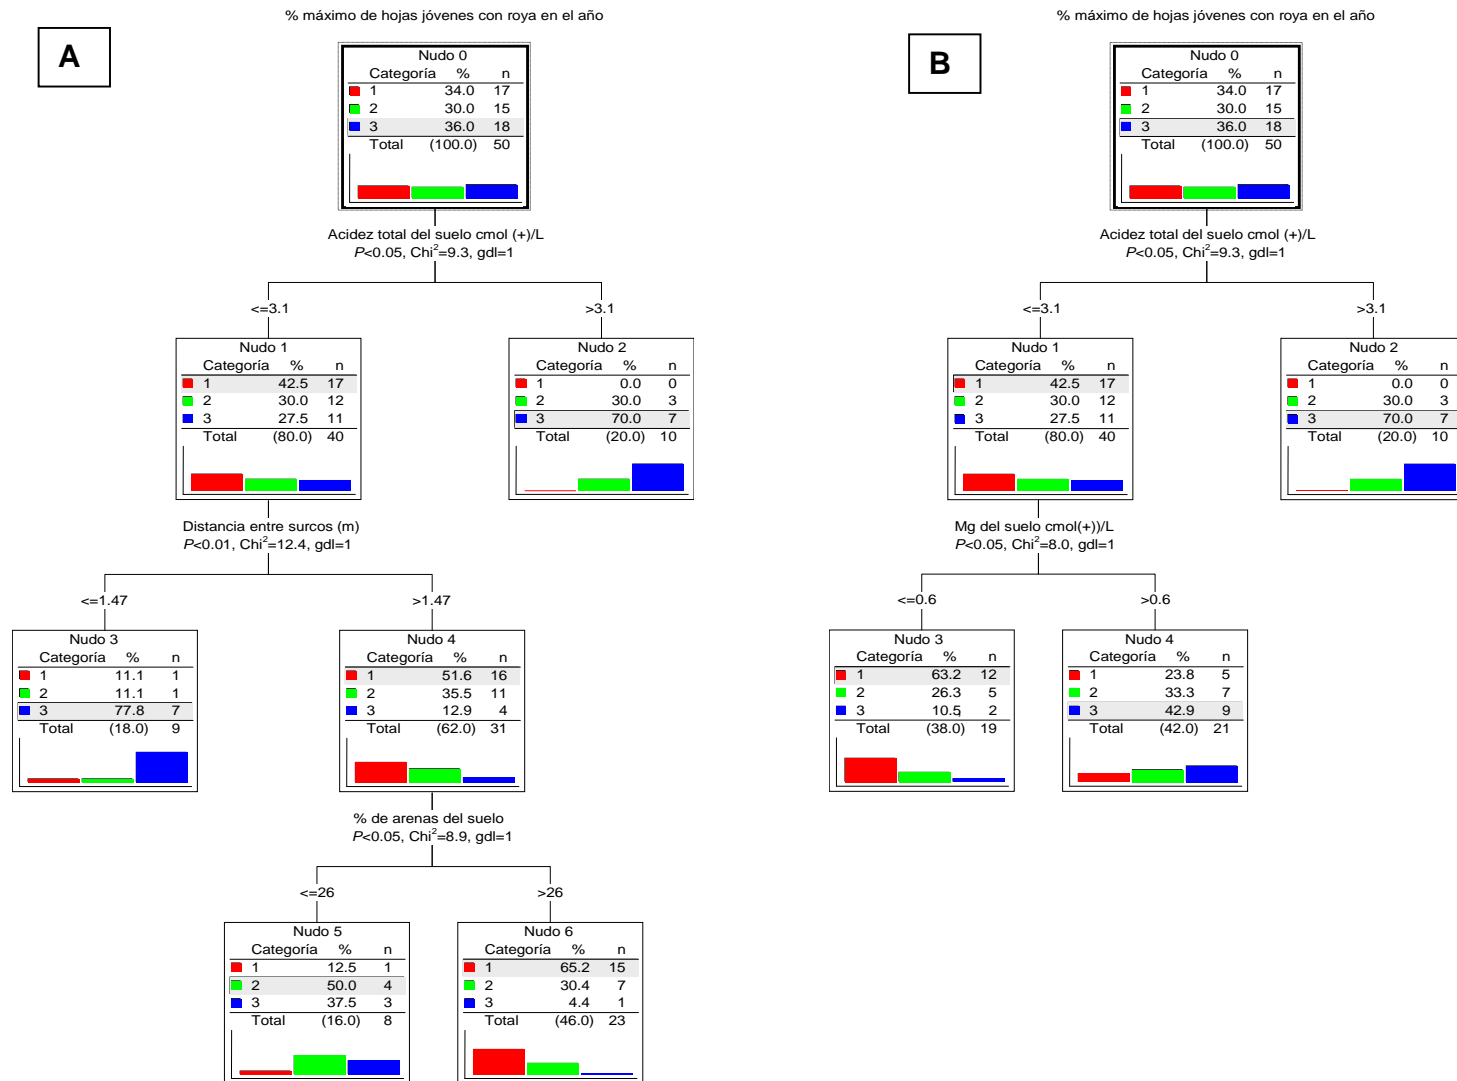 A
% máximo de hojas jóvenes con roya en el año
Nudo 0
Categoría % n
1 34.0 17
2 30.0 15
3 36.0 18
Total (100.0) 50
Acidez total del suelo cmol (+)/L
P<0.05, Chi²=9.3, gdl=1
<=3.1
>3.1
Nudo 1
Categoría % n
1 42.5 17
2 30.0 12
3 27.5 11
Total (80.0) 40
Nudo 2
Categoría % n
1 0.0 0
2 30.0 3
3 70.0 7
Total (20.0) 10
Distancia entre surcos (m)
P<0.01, Chi²=12.4, gdl=1
<=1.47
>1.47
Nudo 3
Categoría % n
1 11.1 1
2 11.1 1
3 77.8 7
Total (18.0) 9
Nudo 4
Categoría % n
1 51.6 16
2 35.5 11
3 12.9 4
Total (62.0) 31
% de arenas del suelo
P<0.05, Chi²=8.9, gdl=1
<=26
>26
Nudo 5
Categoría % n
1 12.5 1
2 50.0 4
3 37.5 3
Total (16.0) 8
Nudo 6
Categoría % n
1 65.2 15
2 30.4 7
3 4.4 1
Total (46.0) 23
B
% máximo de hojas jóvenes con roya en el año
Nudo 0
Categoría % n
1 34.0 17
2 30.0 15
3 36.0 18
Total (100.0) 50
Acidez total del suelo cmol (+)/L
P<0.05, Chi²=9.3, gdl=1
<=3.1
>3.1
Nudo 1
Categoría % n
1 42.5 17
2 30.0 12
3 27.5 11
Total (80.0) 40
Nudo 2
Categoría % n
1 0.0 0
2 30.0 3
3 70.0 7
Total (20.0) 10
Mg del suelo cmol(+))/L
P<0.05, Chi²=8.0, gdl=1
<=0.6
>0.6
Nudo 3
Categoría % n
1 63.2 12
2 26.3 5
3 10.5 2
Total (38.0) 19
Nudo 4
Categoría % n
1 23.8 5
2 33.3 7
3 42.9 9
Total (42.0) 21